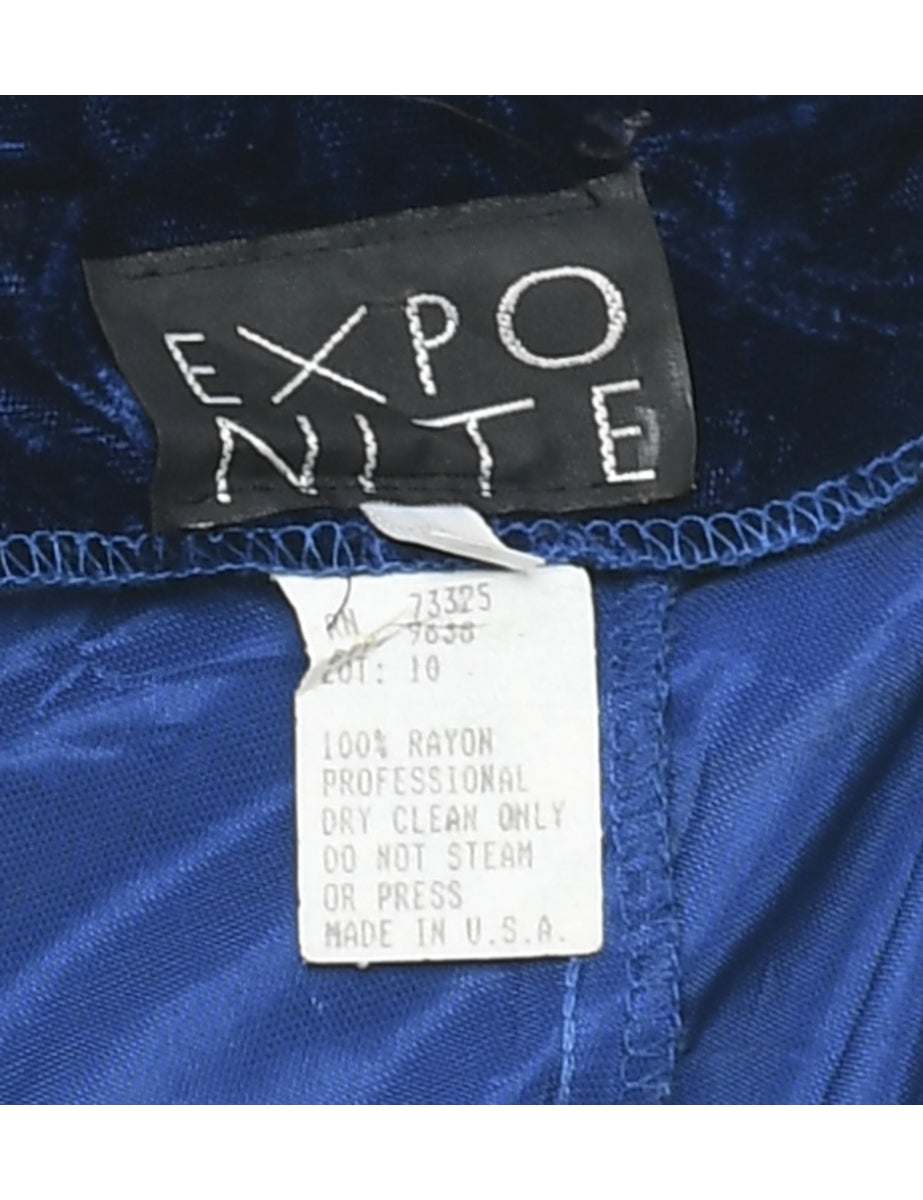 EXPO
NITE
RN 73325
9638
LOT: 10
100% RAYON
PROFESSIONAL
DRY CLEAN ONLY
DO NOT STEAM
OR PRESS
MADE IN U.S.A.